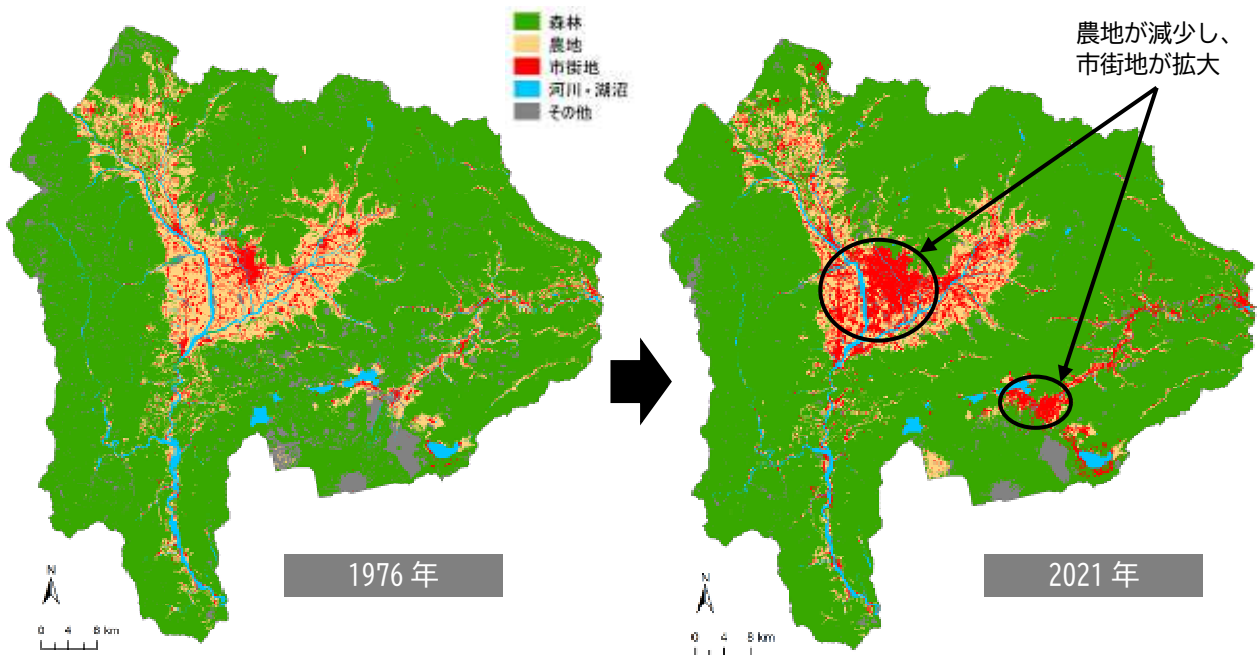 森林
農地
市街地
河川・湖沼
その他
農地が減少し、
市街地が拡大
1976 年
2021 年
N
0 4 8 km
N
0 4 8 km